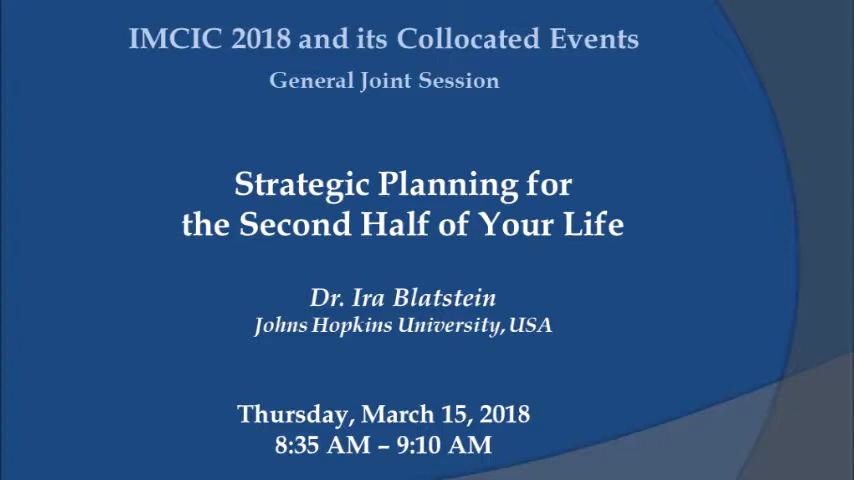 IMCIC 2018 and its Collocated Events
General Joint Session
Strategic Planning for
the Second Half of Your Life
Dr. Ira Blatstein
Johns Hopkins University, USA
Thursday, March 15, 2018
8:35 AM – 9:10 AM